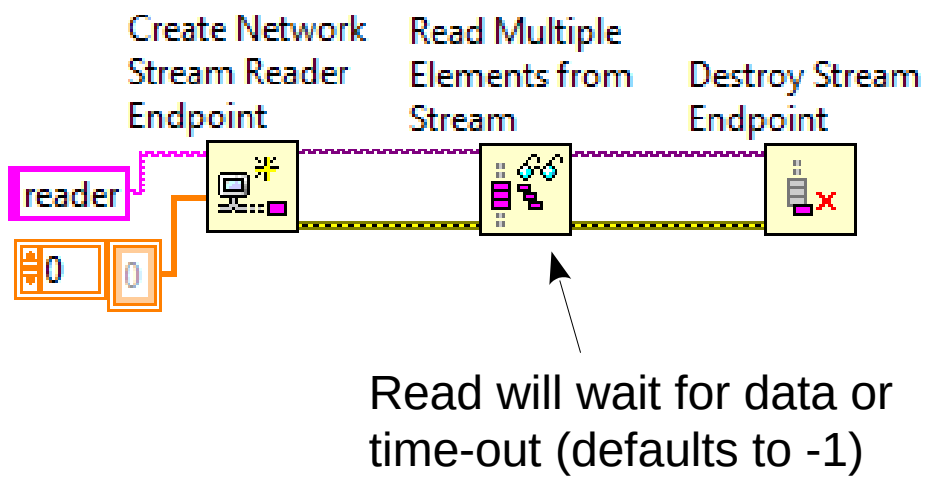 Create Network
Stream Reader
Endpoint
Read Multiple
Elements from
Stream
Destroy Stream
Endpoint
reader
0
0
Read will wait for data or
time-out (defaults to -1)